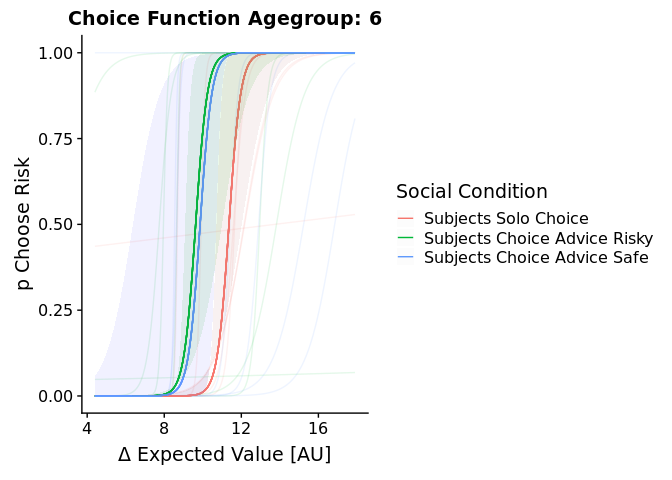 Choice Function Agegroup: 6
1.00
0.75
0.50
0.25
0.00
p Choose Risk
4
8
12
16
Δ Expected Value [AU]
Social Condition
Subjects Solo Choice
Subjects Choice Advice Risky
Subjects Choice Advice Safe